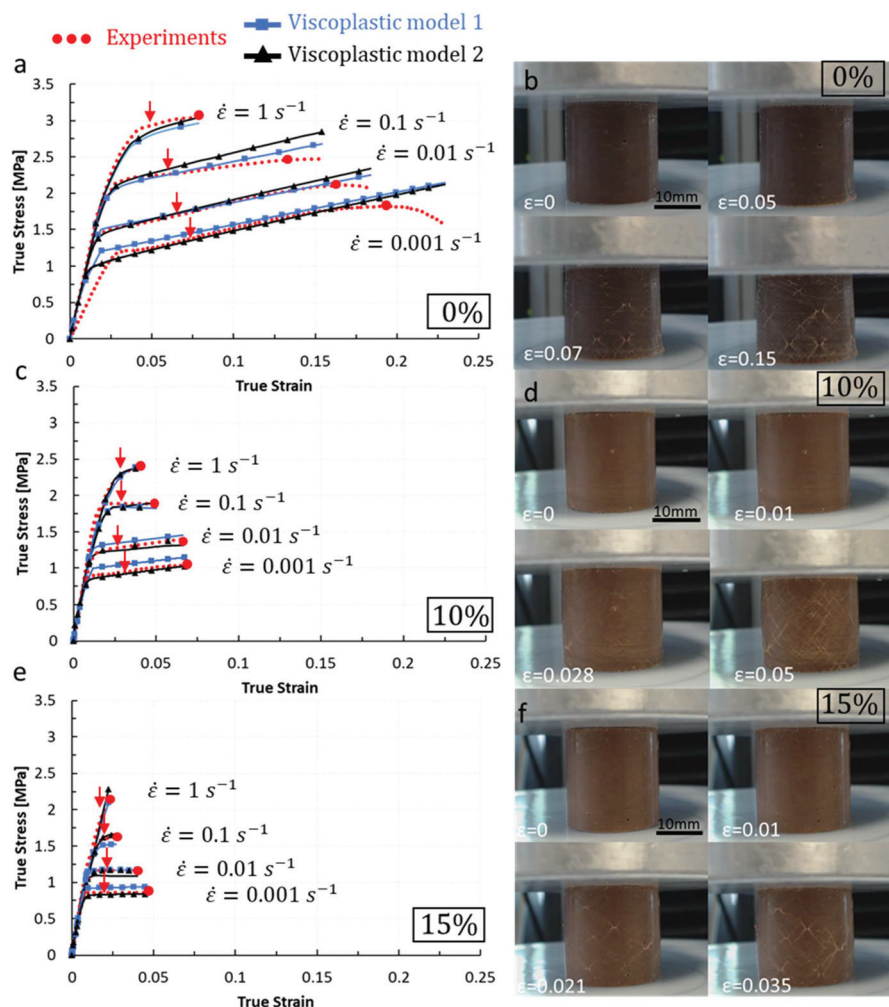 Experiments
Viscoplastic model 1
Viscoplastic model 2
a
True Stress [MPa]
3.5
3
2.5
2
1.5
1
0.5
0
0
0.05
0.1
0.15
0.2
0.25
True Strain
ε̇ = 1 s⁻¹
ε̇ = 0.1 s⁻¹
ε̇ = 0.01 s⁻¹
ε̇ = 0.001 s⁻¹
0%
b
0%
ε=0
10mm
ε=0.05
ε=0.07
ε=0.15
c
True Stress [MPa]
3.5
3
2.5
2
1.5
1
0.5
0
0
0.05
0.1
0.15
0.2
0.25
True Strain
ε̇ = 1 s⁻¹
ε̇ = 0.1 s⁻¹
ε̇ = 0.01 s⁻¹
ε̇ = 0.001 s⁻¹
10%
d
10%
ε=0
10mm
ε=0.01
ε=0.028
ε=0.05
e
True Stress [MPa]
3.5
3
2.5
2
1.5
1
0.5
0
0
0.05
0.1
0.15
0.2
0.25
True Strain
ε̇ = 1 s⁻¹
ε̇ = 0.1 s⁻¹
ε̇ = 0.01 s⁻¹
ε̇ = 0.001 s⁻¹
15%
f
15%
ε=0
10mm
ε=0.01
ε=0.021
ε=0.035